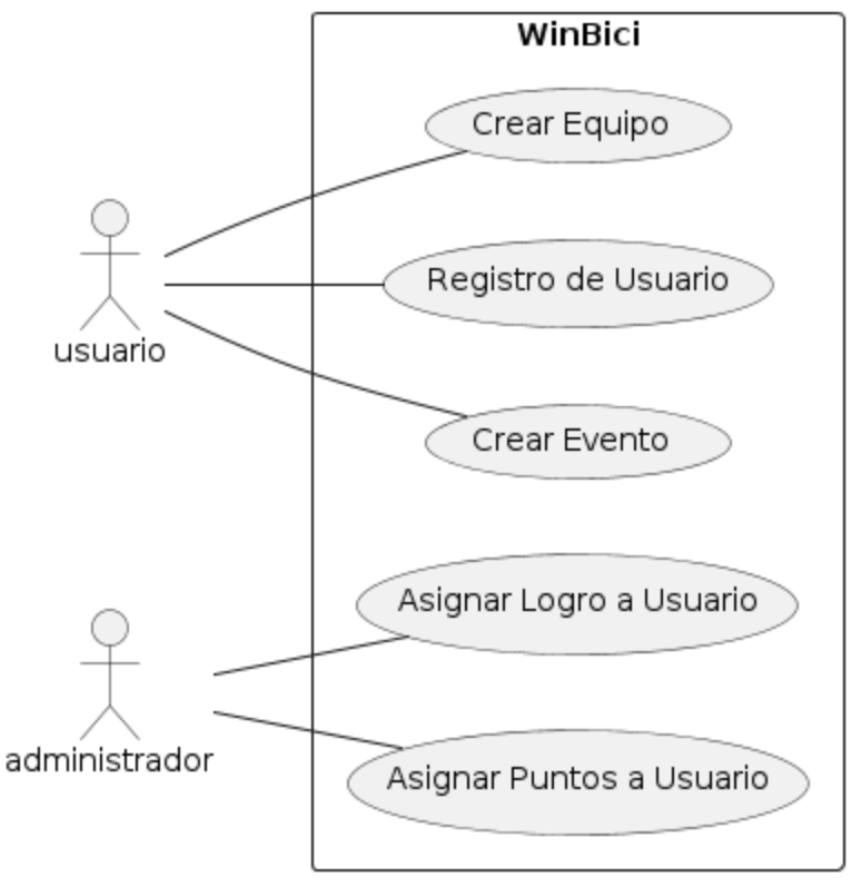 WinBici
Crear Equipo
Registro de Usuario
usuario
Crear Evento
Asignar Logro a Usuario
administrador
Asignar Puntos a Usuario